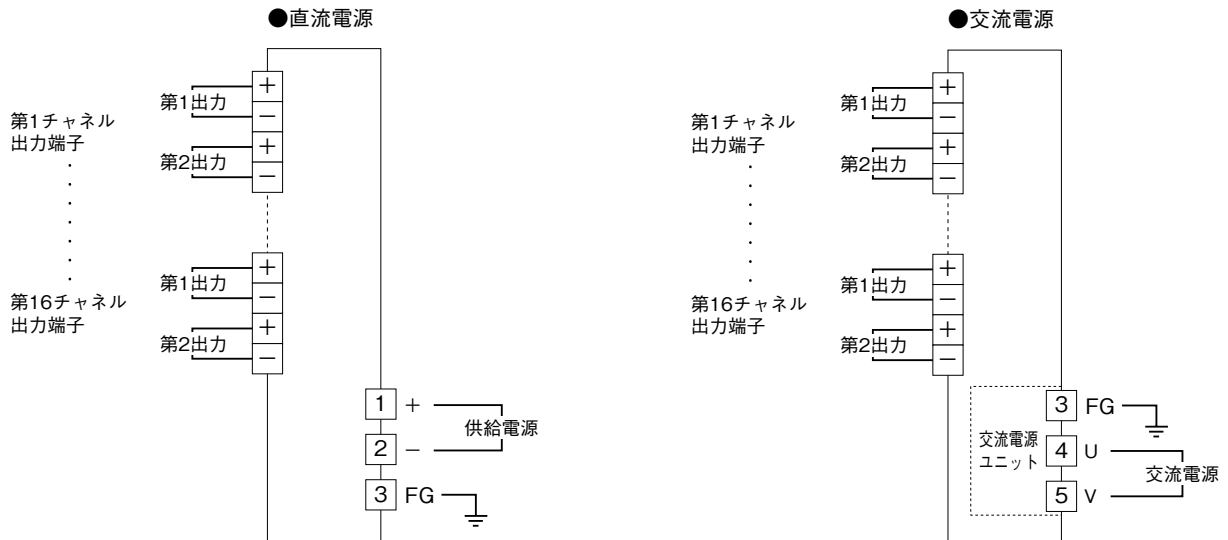 ●直流電源
第1出力
+
−
第1チャネル
出力端子
第2出力
+
−
第1出力
+
−
第16チャネル
出力端子
第2出力
+
−
1 +
供給電源
2 −
3 FG
●交流電源
第1出力
+
−
第1チャネル
出力端子
第2出力
+
−
第1出力
+
−
第16チャネル
出力端子
第2出力
+
−
3 FG
交流電源
ユニット
4 U
交流電源
5 V